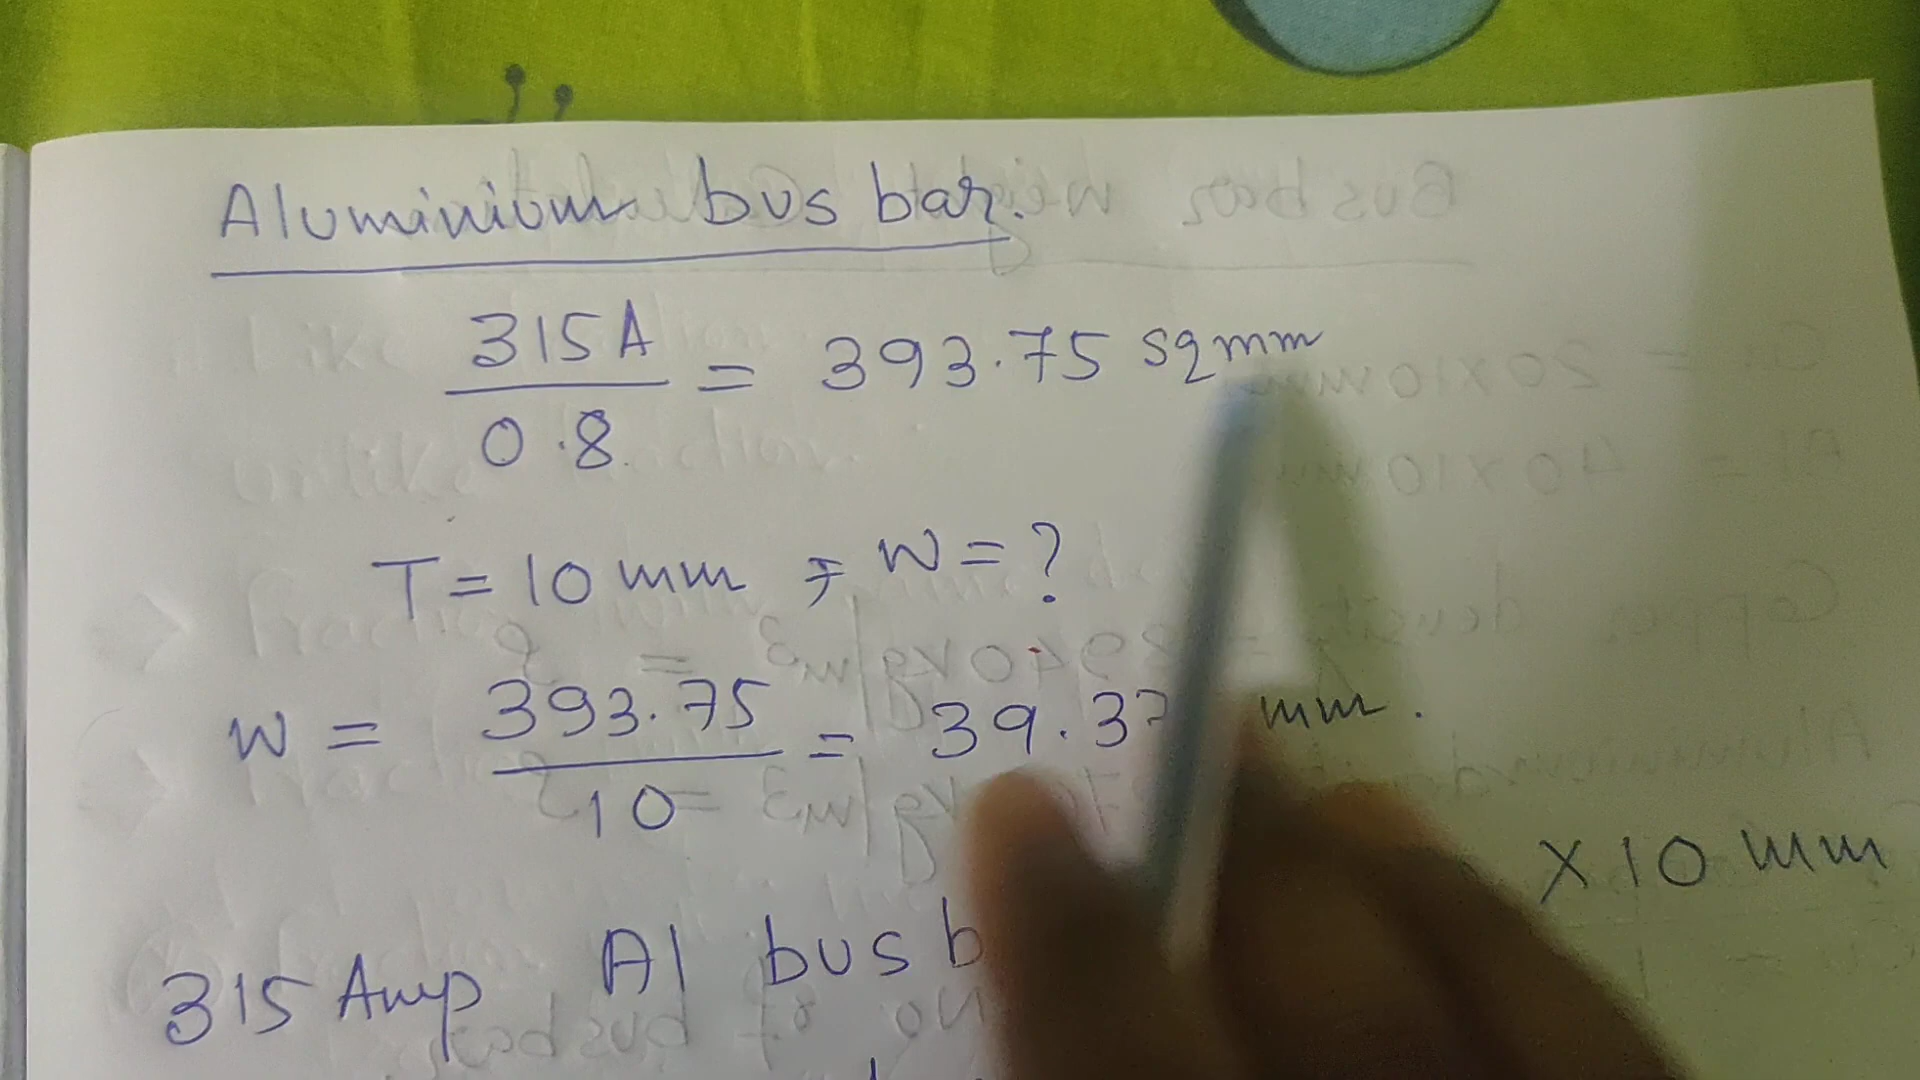 Aluminium bus bar.
315A
0.8
= 393.75 sqmm
T = 10 mm , W = ?
W = 393.75
10
= 39.37 mm.
x 10 mm
315 Amp Al bus b